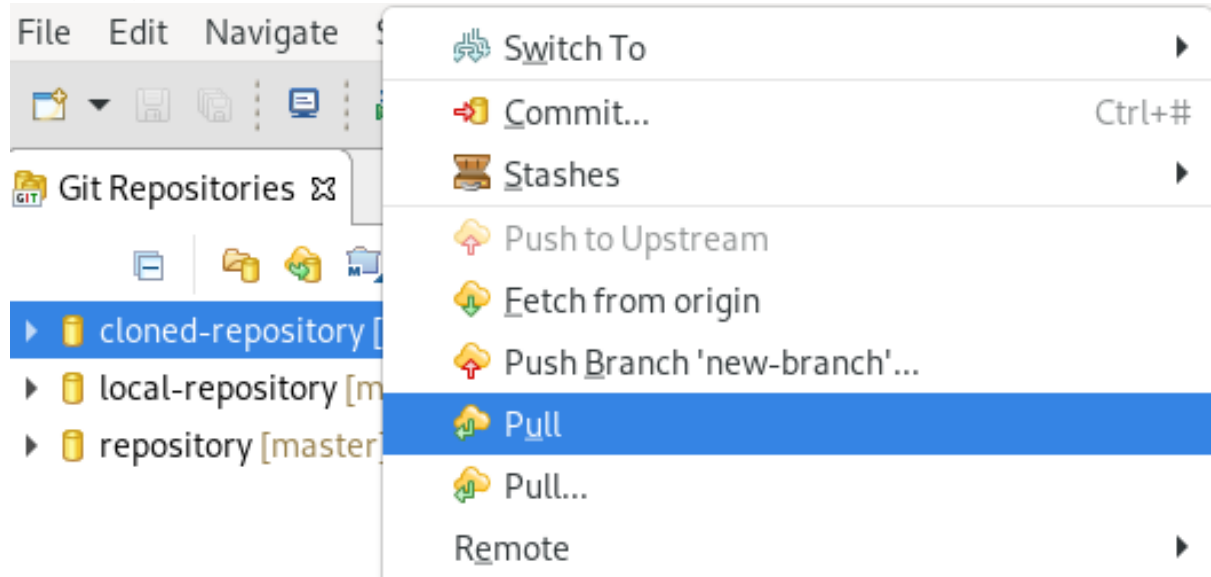 File Edit Navigate
Git Repositories
cloned-repository [
local-repository [m
repository [master]
Switch To
Commit... Ctrl+#
Stashes
Push to Upstream
Fetch from origin
Push Branch 'new-branch'...
Pull
Pull...
Remote